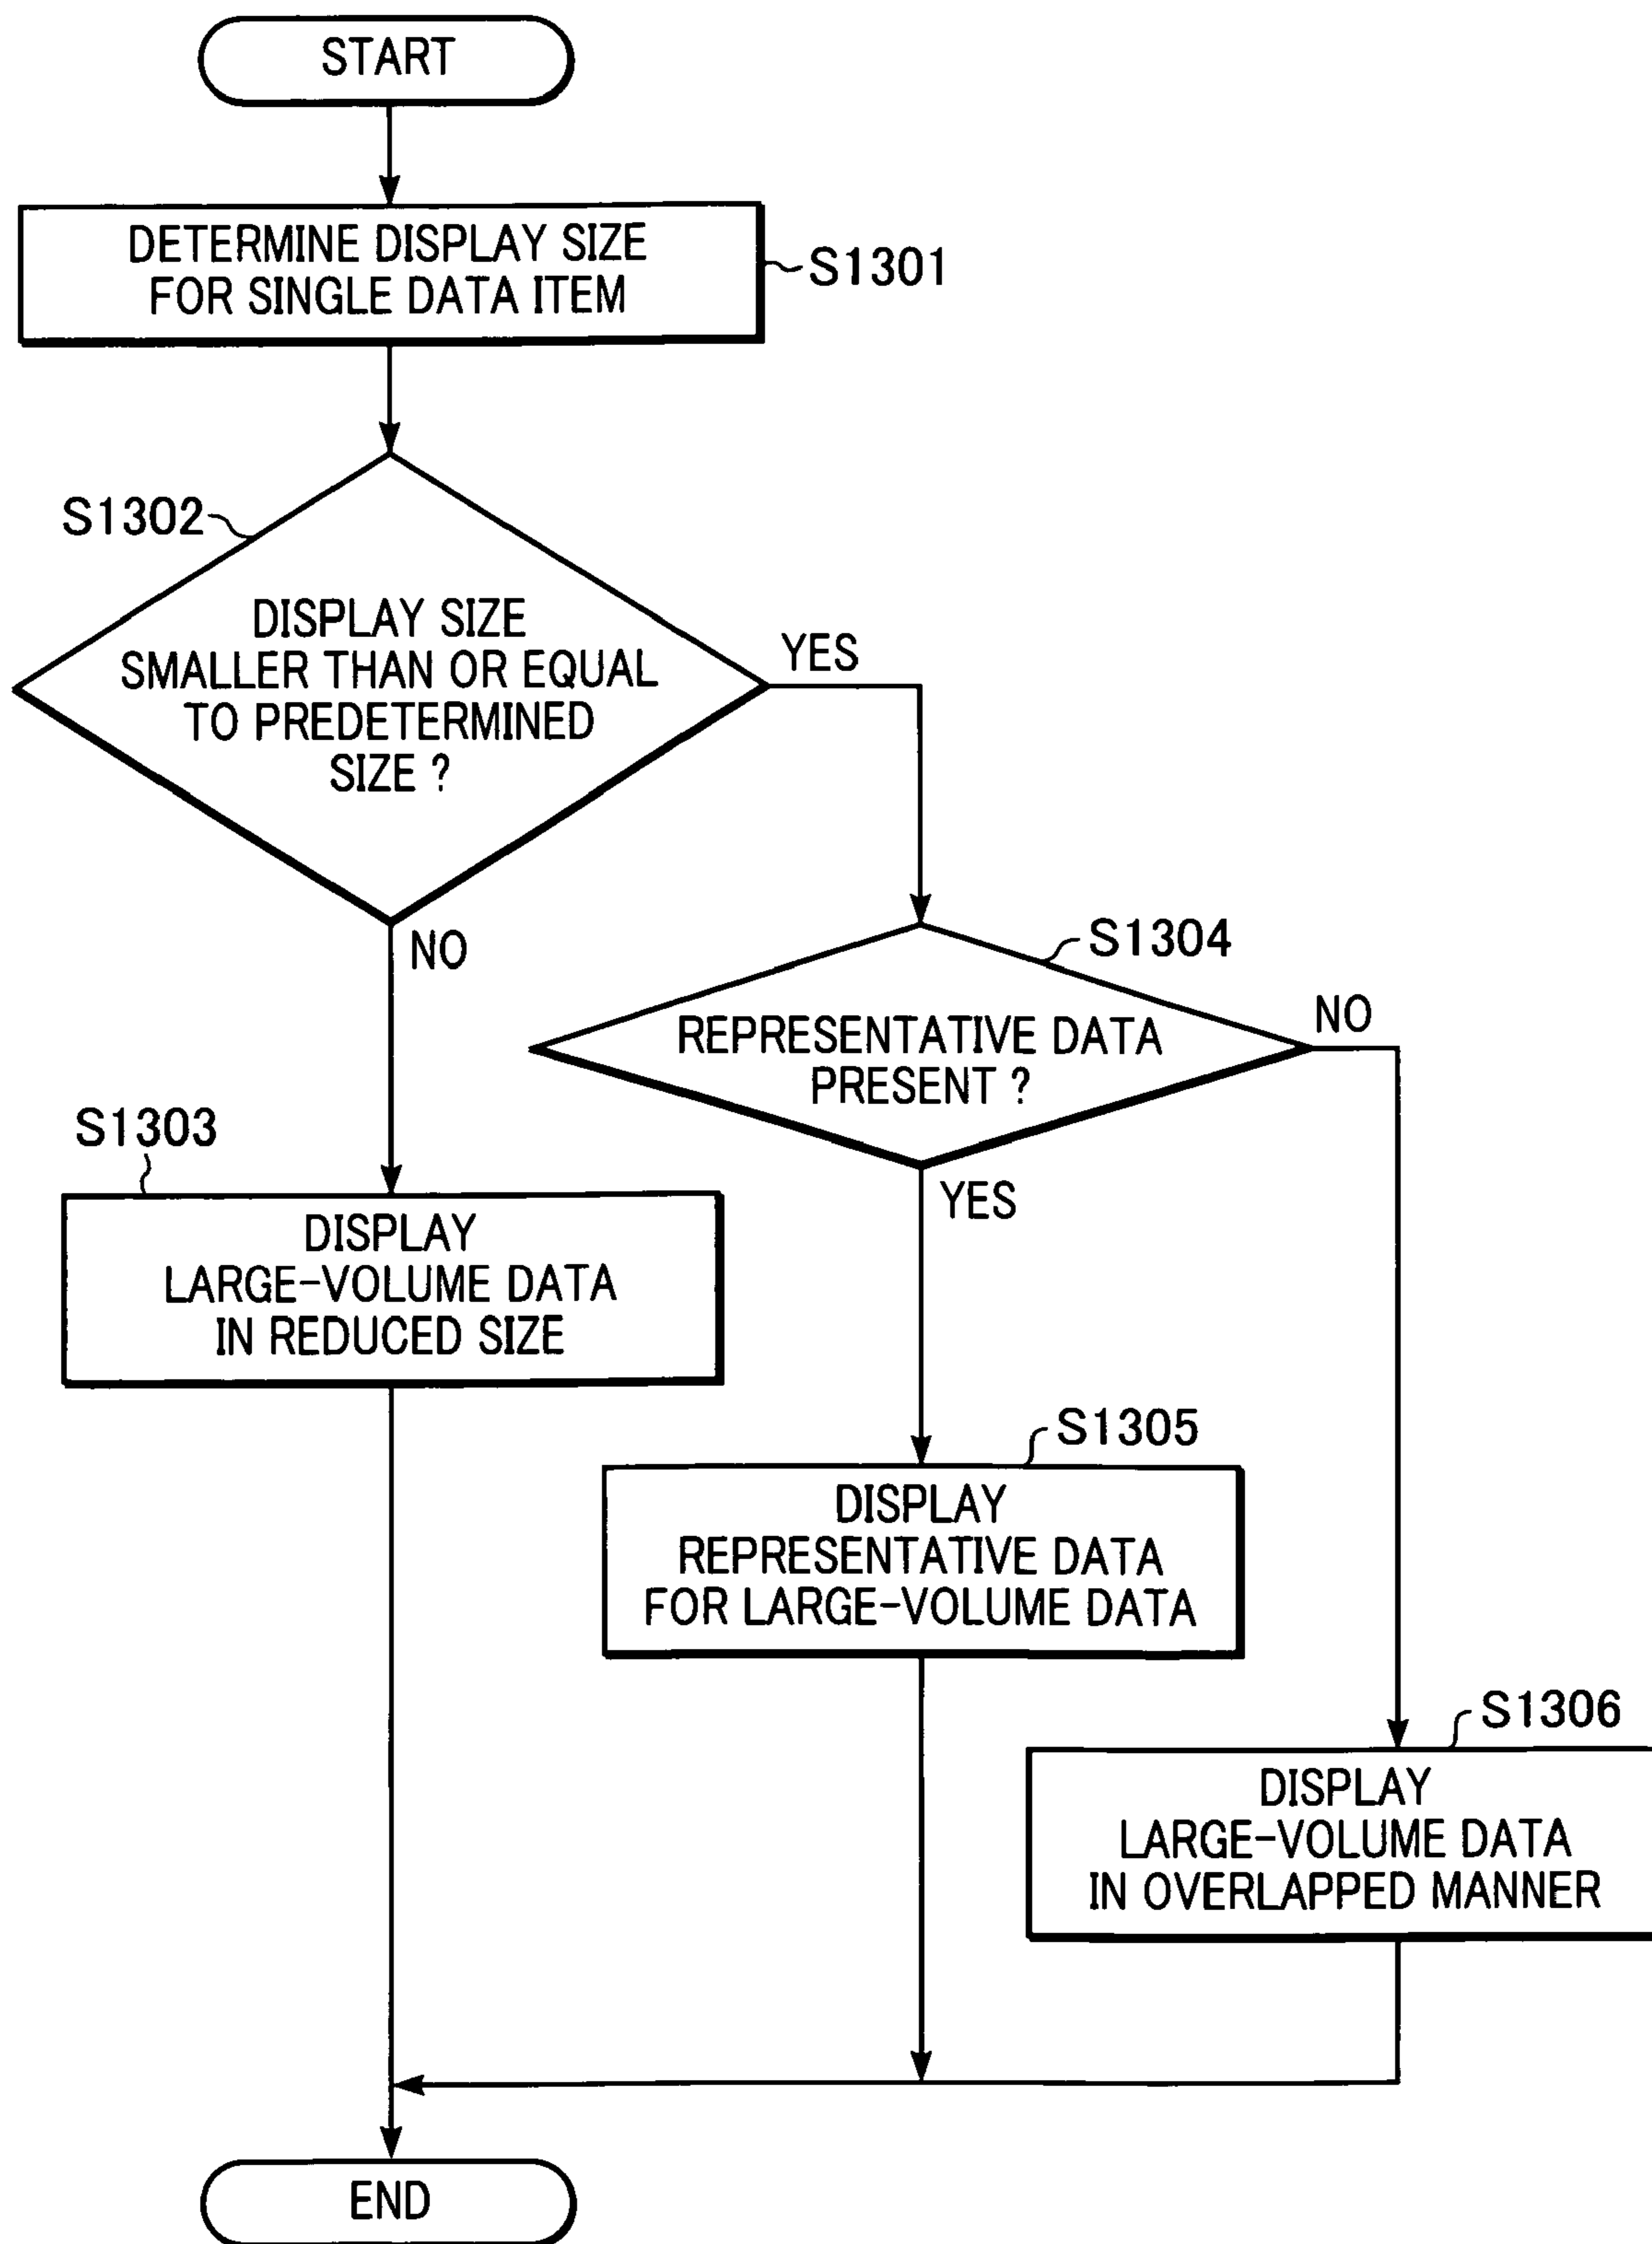 START
DETERMINE DISPLAY SIZE
FOR SINGLE DATA ITEM
S1301
S1302
DISPLAY SIZE
SMALLER THAN OR EQUAL
TO PREDETERMINED
SIZE ?
YES
NO
S1304
REPRESENTATIVE DATA
PRESENT ?
NO
YES
S1303
DISPLAY
LARGE-VOLUME DATA
IN REDUCED SIZE
S1305
DISPLAY
REPRESENTATIVE DATA
FOR LARGE-VOLUME DATA
S1306
DISPLAY
LARGE-VOLUME DATA
IN OVERLAPPED MANNER
END